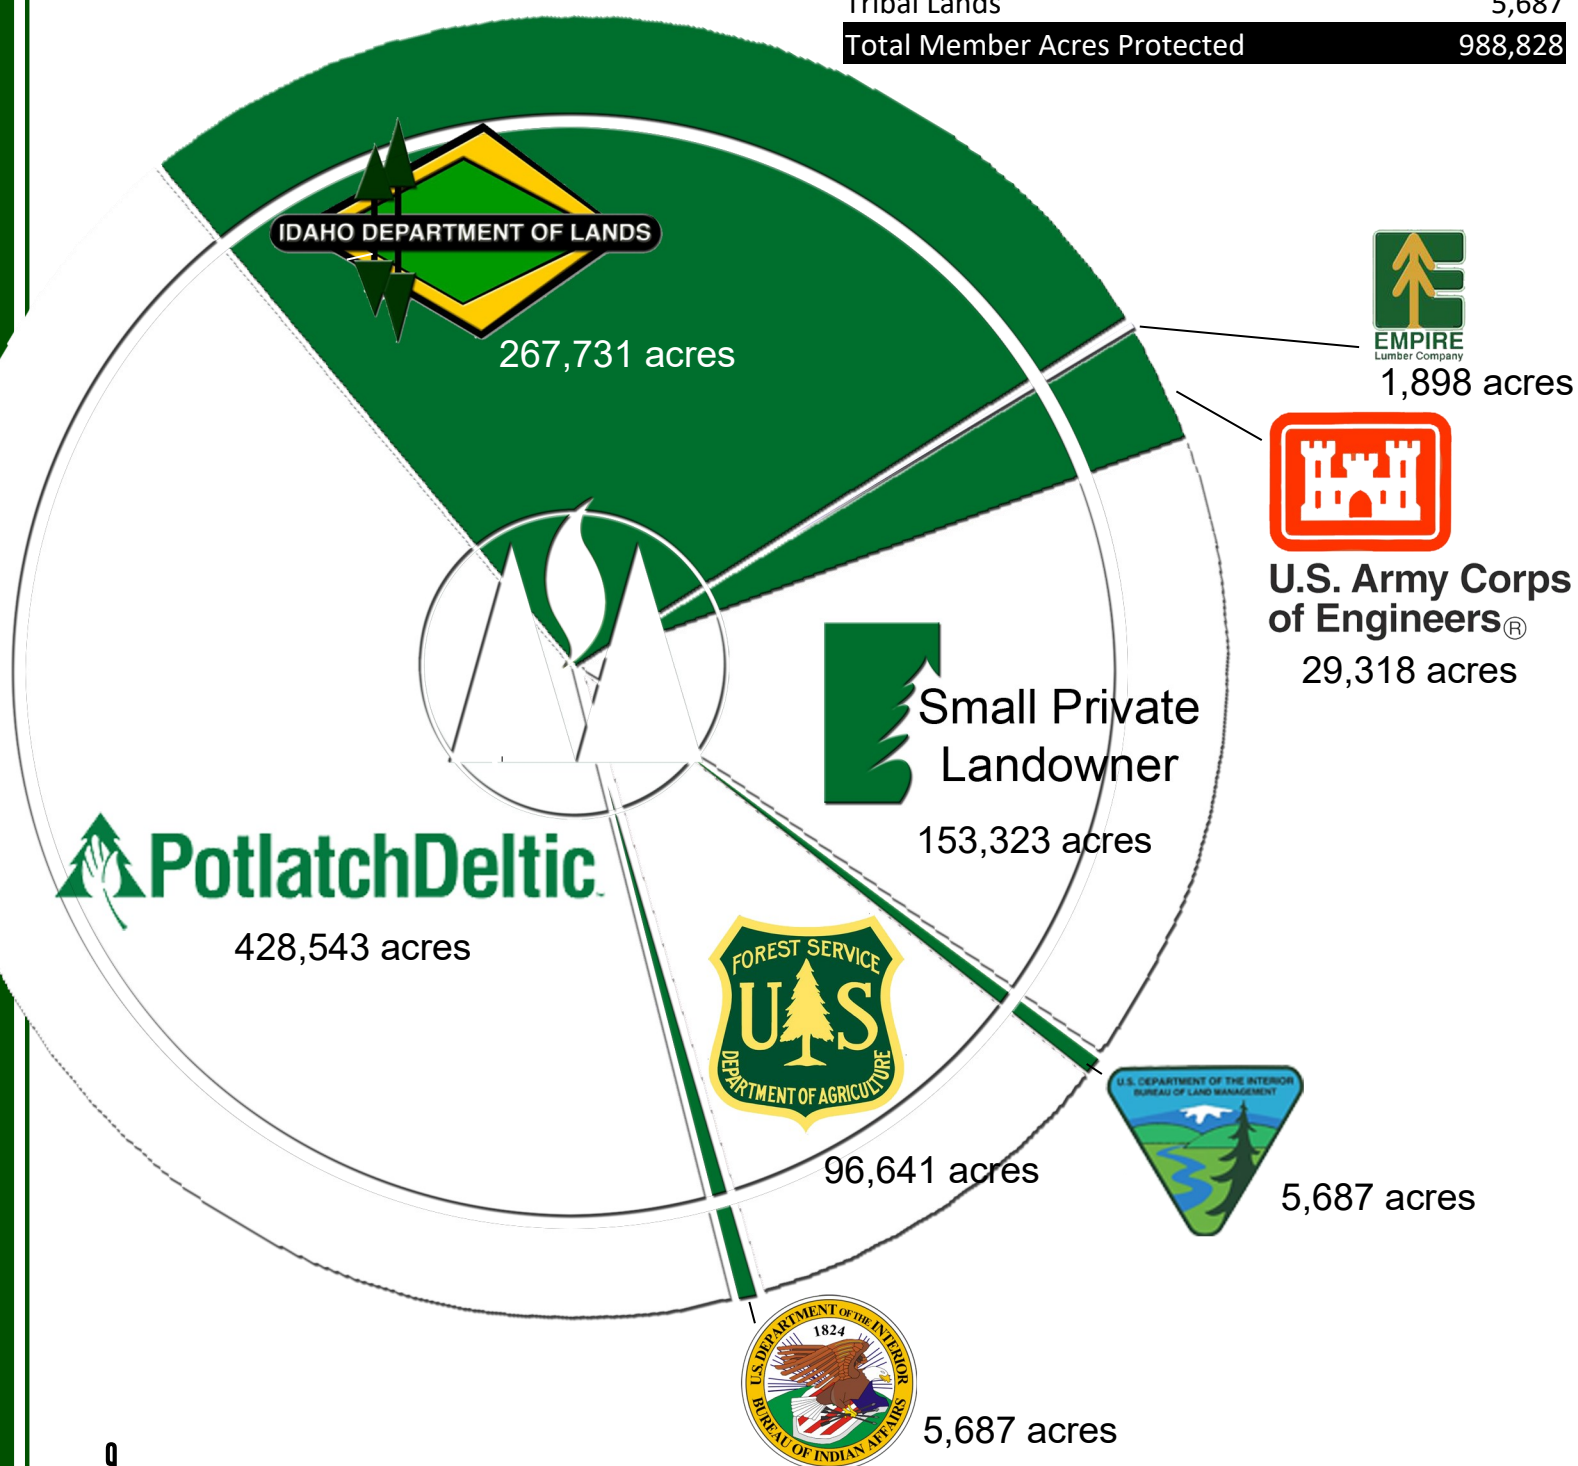 Tribal Lands 5,687
Total Member Acres Protected 988,828
IDAHO DEPARTMENT OF LANDS
267,731 acres
EMPIRE
Lumber Company
1,898 acres
U.S. Army Corps
of Engineers®
29,318 acres
Small Private
Landowner
153,323 acres
PotlatchDeltic
428,543 acres
FOREST SERVICE
U S
DEPARTMENT OF AGRICULTURE
96,641 acres
U.S. DEPARTMENT OF THE INTERIOR
BUREAU OF LAND MANAGEMENT
5,687 acres
U.S. DEPARTMENT OF THE INTERIOR
1824
BUREAU OF INDIAN AFFAIRS
5,687 acres